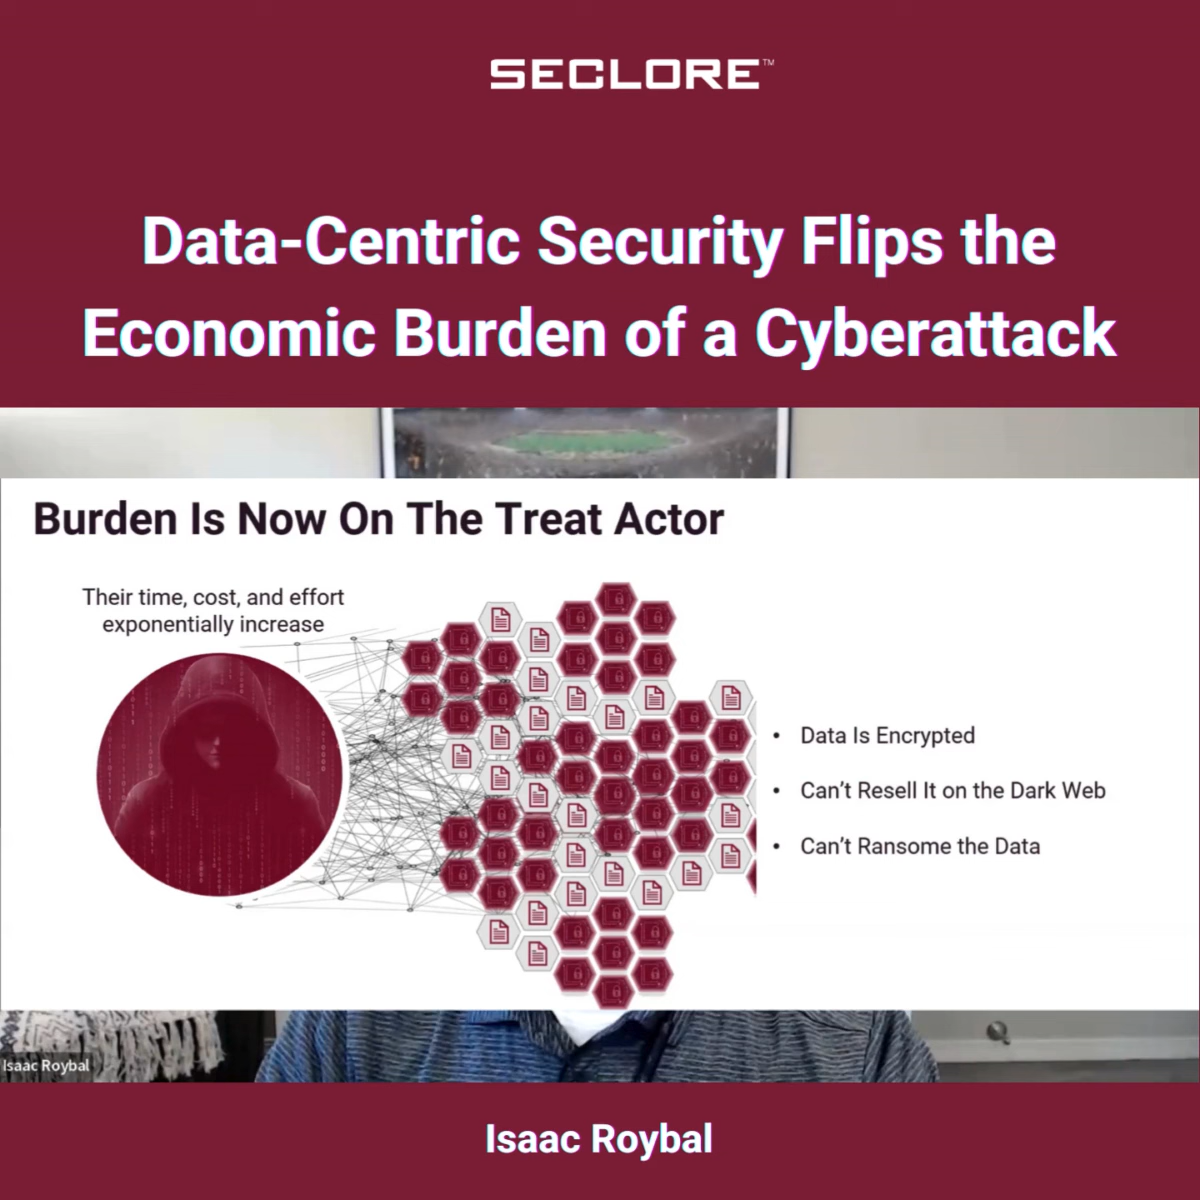 SECLORE™
Data-Centric Security Flips the
Economic Burden of a Cyberattack
Burden Is Now On The Treat Actor
Their time, cost, and effort
exponentially increase
• Data Is Encrypted
• Can't Resell It on the Dark Web
• Can't Ransome the Data
Isaac Roybal
Isaac Roybal